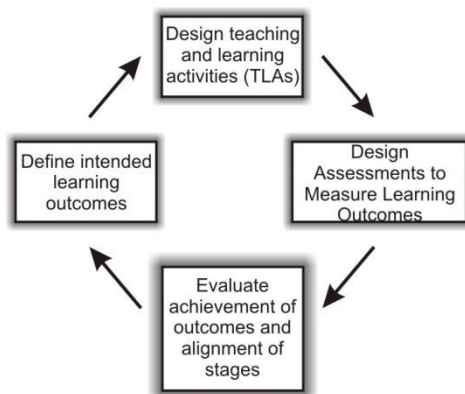 Design teaching
and learning
activities (TLAs)
Define intended
learning
outcomes
Design
Assessments to
Measure Learning
Outcomes
Evaluate
achievement of
outcomes and
alignment of
stages